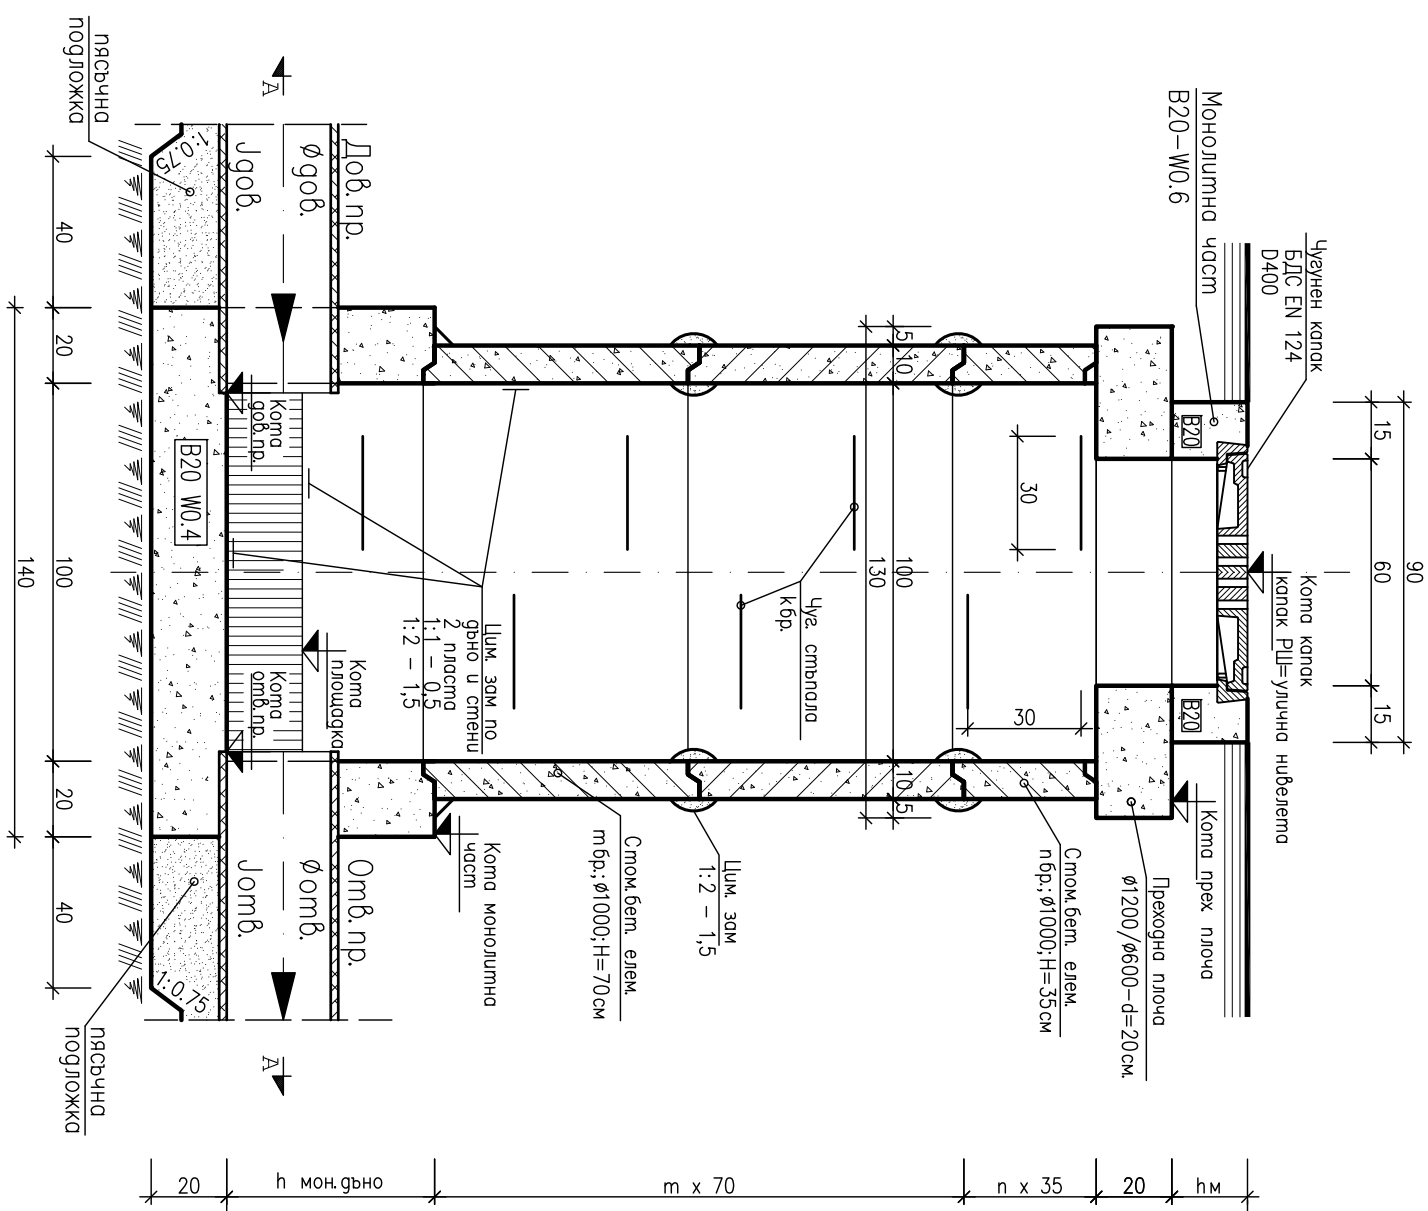 Чугунен капак
БДС EN 124
D400
Монолитна част
B20-W0.6
90
15
60
15
Кота капак
капак РШ=улична нивелета
B20
B20
Кота прех. плоча
Преходна плоча
ø1200/ø600-d=20см.
Стом.бет. елем.
n бр.;ø1000;H=35см
Цим. зам
1:2 - 1,5
Стом.бет. елем.
m бр.;ø1000;H=70см
Кота монолитна
част
30
30
Чуг. стъпала
к бр.
5
10
100
10
5
130
Цим. зам по
дъно и стени
2 пласта
1:1 - 0,5
1:2 - 1,5
Дов. пр.
ø дов.
Jдов.
Отв. пр.
øотв.
Jотв.
Кота
дов.пр.
Кота
площадка
Кота
отв.пр.
B20 W0.4
A
A
1:0.75
1:0.75
пясъчна
подложка
пясъчна
подложка
40
20
100
20
40
140
20
h мон.дъно
m x 70
n x 35
20
hм